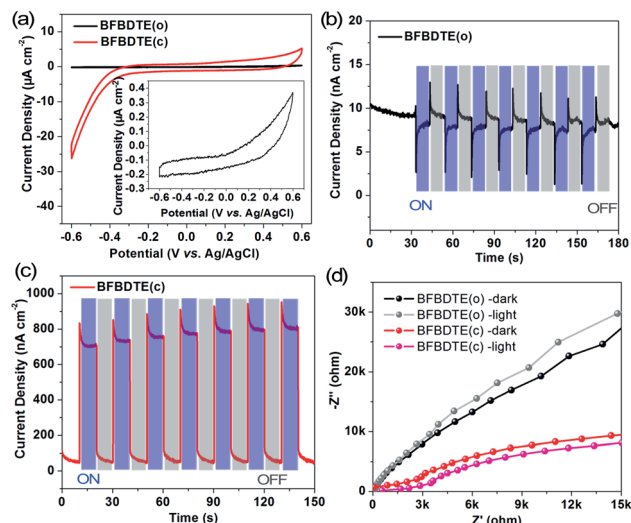 (a)
BFBDTE(o)
BFBDTE(c)
Current Density (µA cm⁻²)
10
0
-10
-20
-30
-40
Current Density (µA cm⁻²)
0.4
0.3
0.2
0.1
0.0
-0.1
-0.2
-0.3
-0.6 -0.4 -0.2 0.0 0.2 0.4 0.6
Potential (V vs. Ag/AgCl)
-0.6 -0.4 -0.2 0.0 0.2 0.4 0.6
Potential (V vs. Ag/AgCl)
(b)
BFBDTE(o)
Current Density (nA cm⁻²)
20
15
10
5
0
ON
OFF
0 30 60 90 120 150 180
Time (s)
(c)
BFBDTE(c)
Current Density (nA cm⁻²)
1000
800
600
400
200
0
ON
OFF
0 30 60 90 120 150
Time (s)
(d)
BFBDTE(o) -dark
BFBDTE(o) -light
BFBDTE(c) -dark
BFBDTE(c) -light
-Z'' (ohm)
30k
20k
10k
0
0 3k 6k 9k 12k 15k
Z' (ohm)